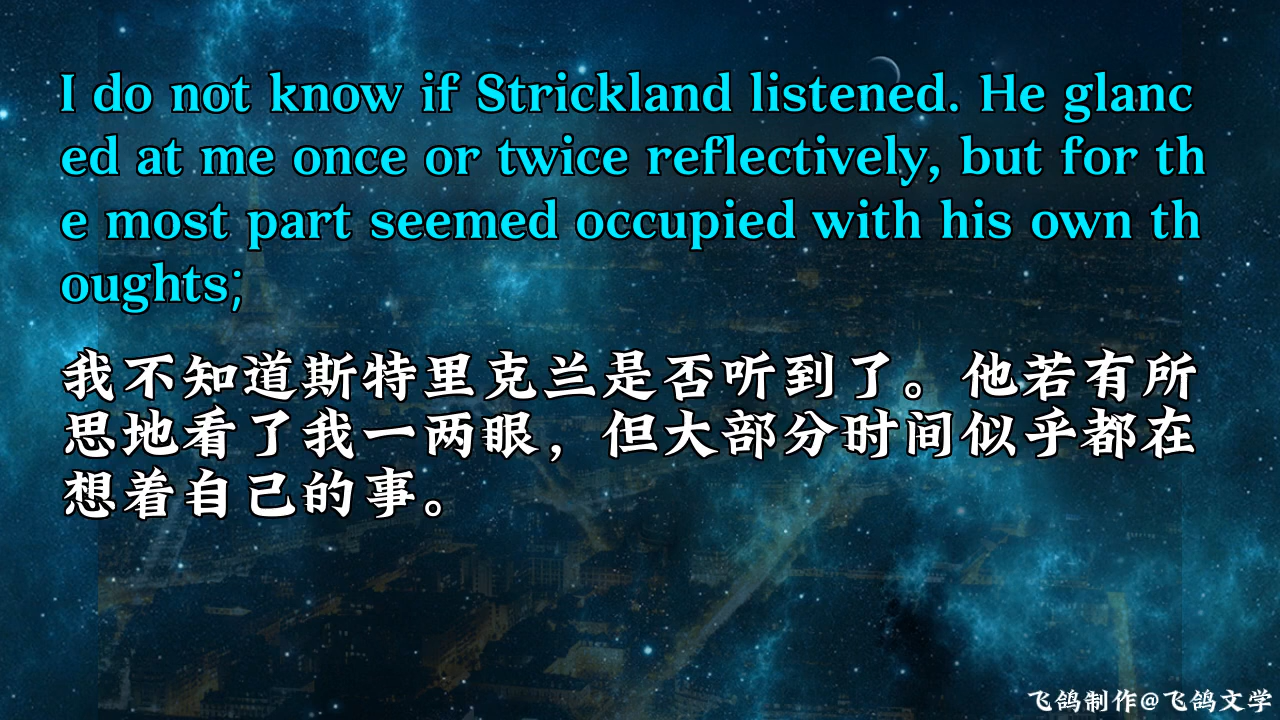 I do not know if Strickland listened. He glanc
ed at me once or twice reflectively, but for th
e most part seemed occupied with his own th
oughts;
我不知道斯特里克兰是否听到了。他若有所
思地看了我一两眼，但大部分时间似乎都在
想着自己的事。
飞鸽制作@飞鸽文学